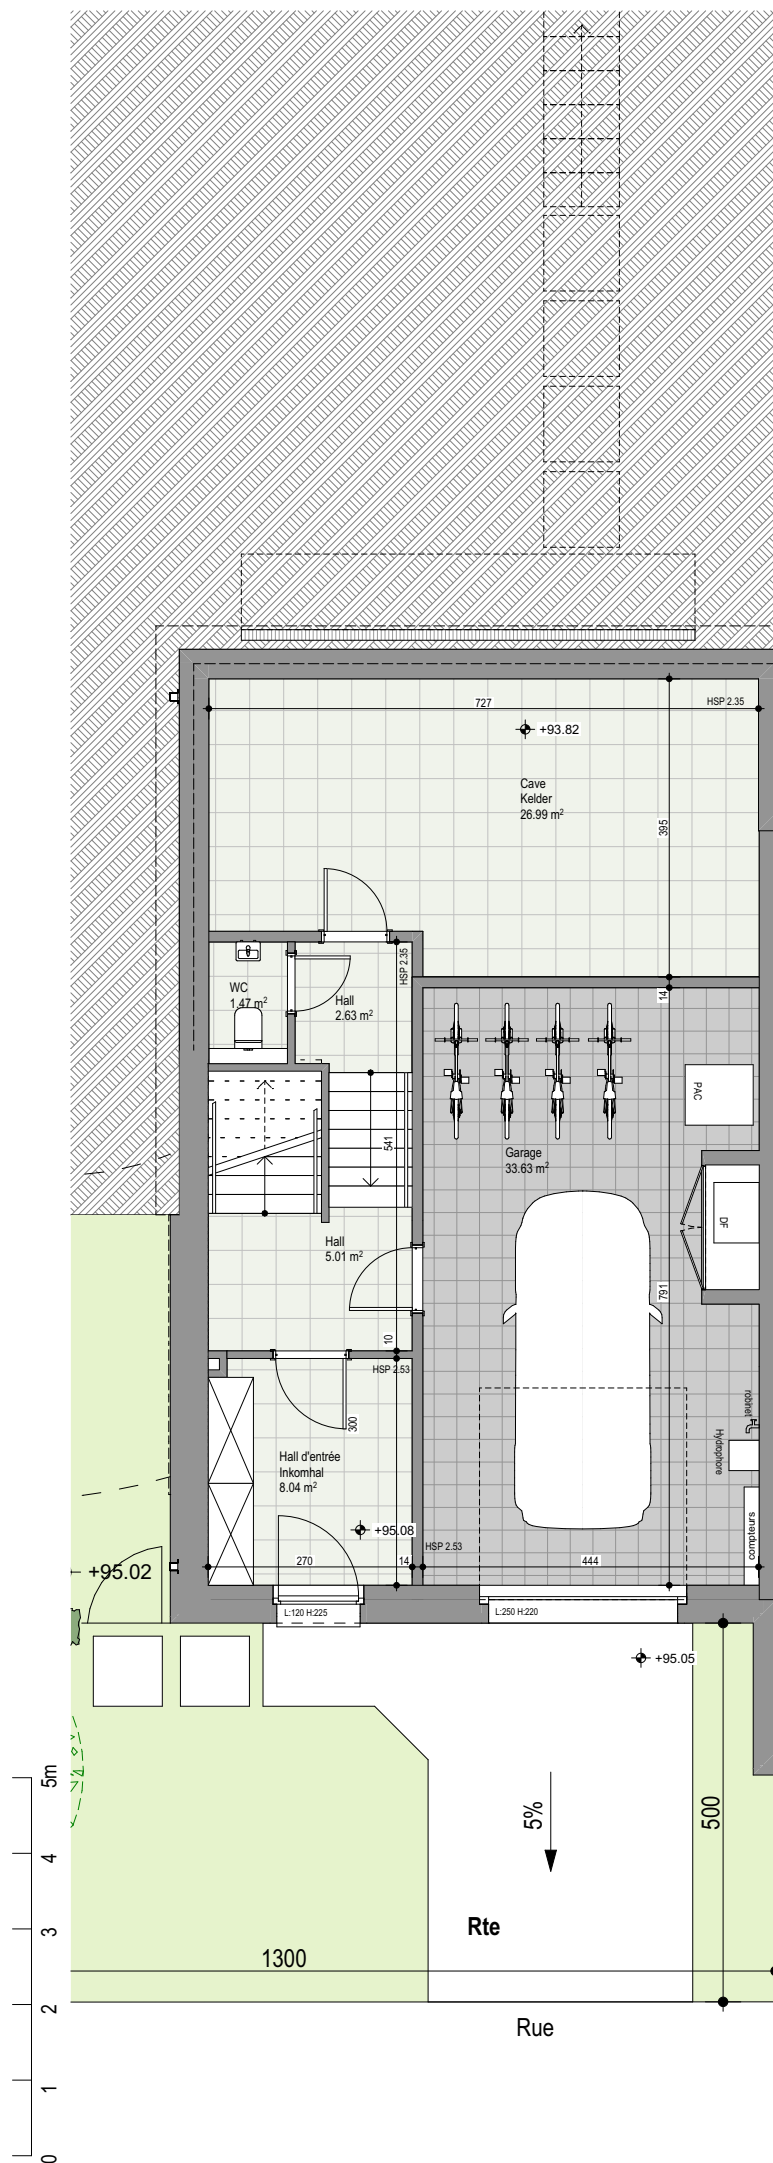 727
HSP 2.35
+93.82
Cave
Kelder
26.99 m²
395
WC
1.47 m²
Hall
2.63 m²
HSP 2.35
14
PAC
541
Garage
33.63 m²
DF
Hall
5.01 m²
791
10
HSP 2.53
300
robinet
Hydrophore
Hall d'entrée
Inkomhal
8.04 m²
compteurs
+95.08
HSP 2.53
270
14
444
+95.02
L:120 H:225
L:250 H:220
+95.05
5m
4
3
2
1
0
5%
500
Rte
1300
Rue